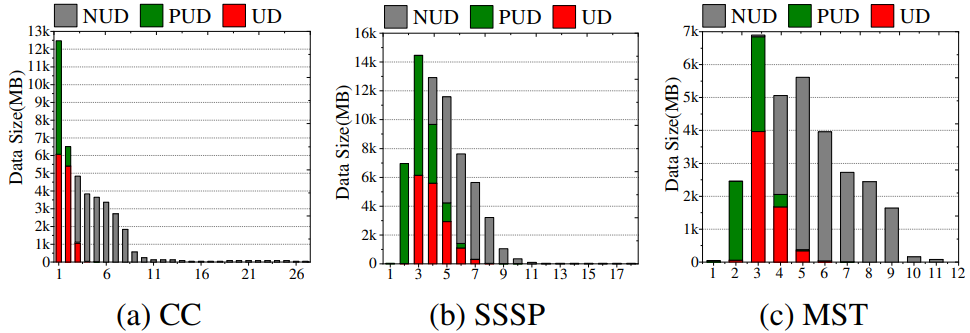 NUD PUD UD
13k
12k
11k
10k
9k
8k
7k
6k
5k
4k
3k
2k
1k
0
Data Size(MB)
1 6 11 16 21 26
(a) CC
NUD PUD UD
16k
14k
12k
10k
8k
6k
4k
2k
0
Data Size(MB)
1 3 5 7 9 11 13 15 17
(b) SSSP
NUD PUD UD
7k
6k
5k
4k
3k
2k
1k
0
Data Size(MB)
1 2 3 4 5 6 7 8 9 10 11 12
(c) MST